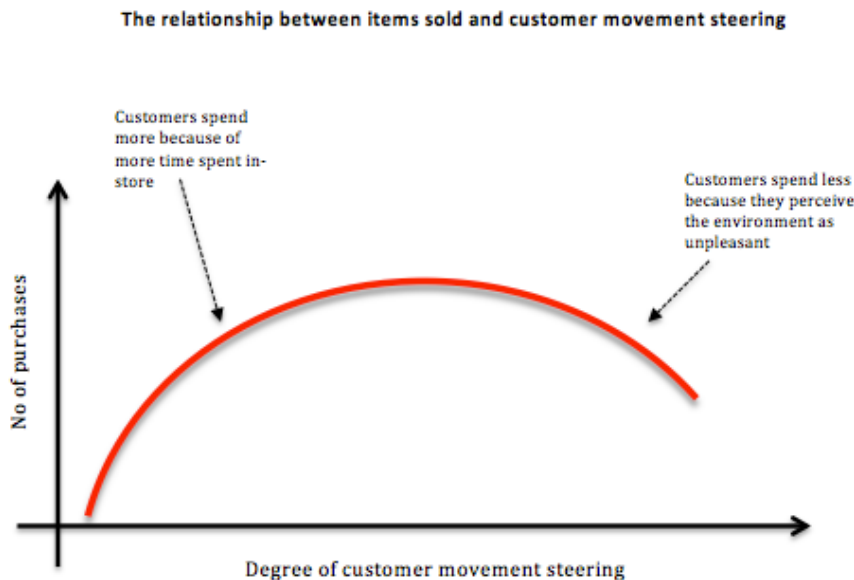 The relationship between items sold and customer movement steering
Customers spend
more because of
more time spent in-
store
Customers spend less
because they perceive
the environment as
unpleasant
No of purchases
Degree of customer movement steering